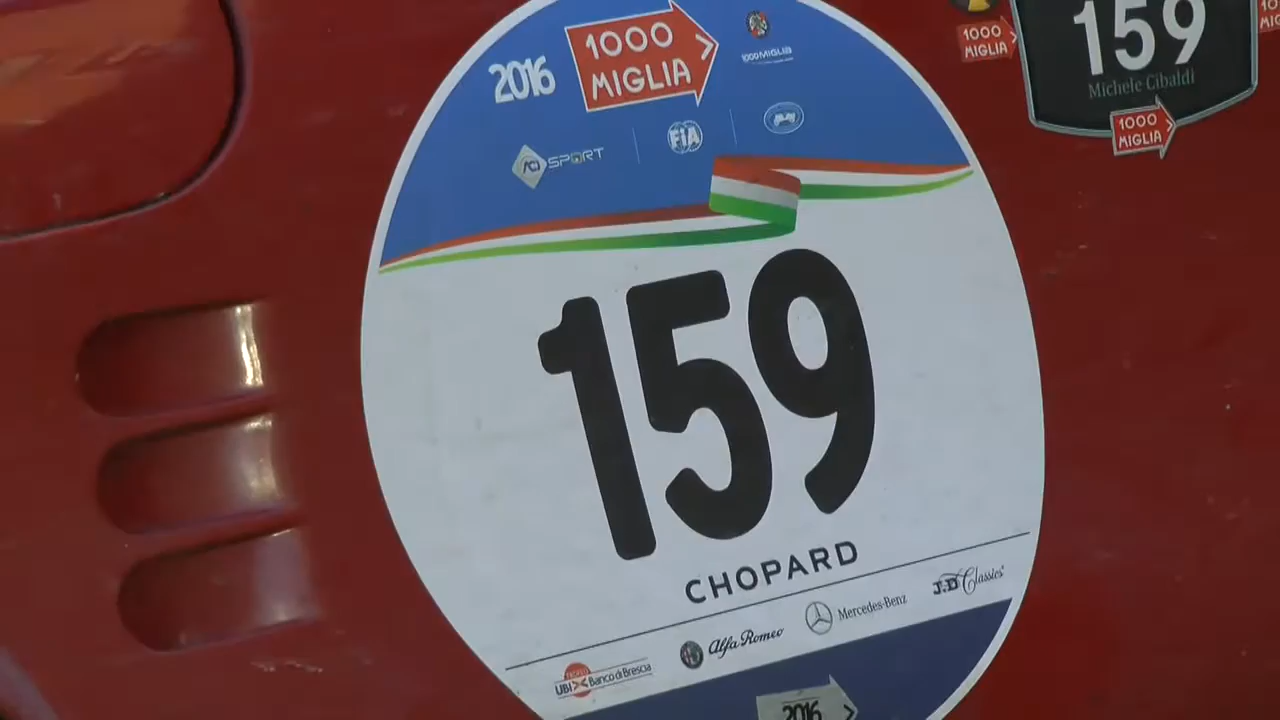 2016
1000
MIGLIA
1000MIGLIA
ACI SPORT
FIA
159
CHOPARD
UBI Banco di Brescia
Alfa Romeo
Mercedes-Benz
J.D Classics
2016
1000
MIGLIA
159
Michele Cibaldi
1000
MIGLIA